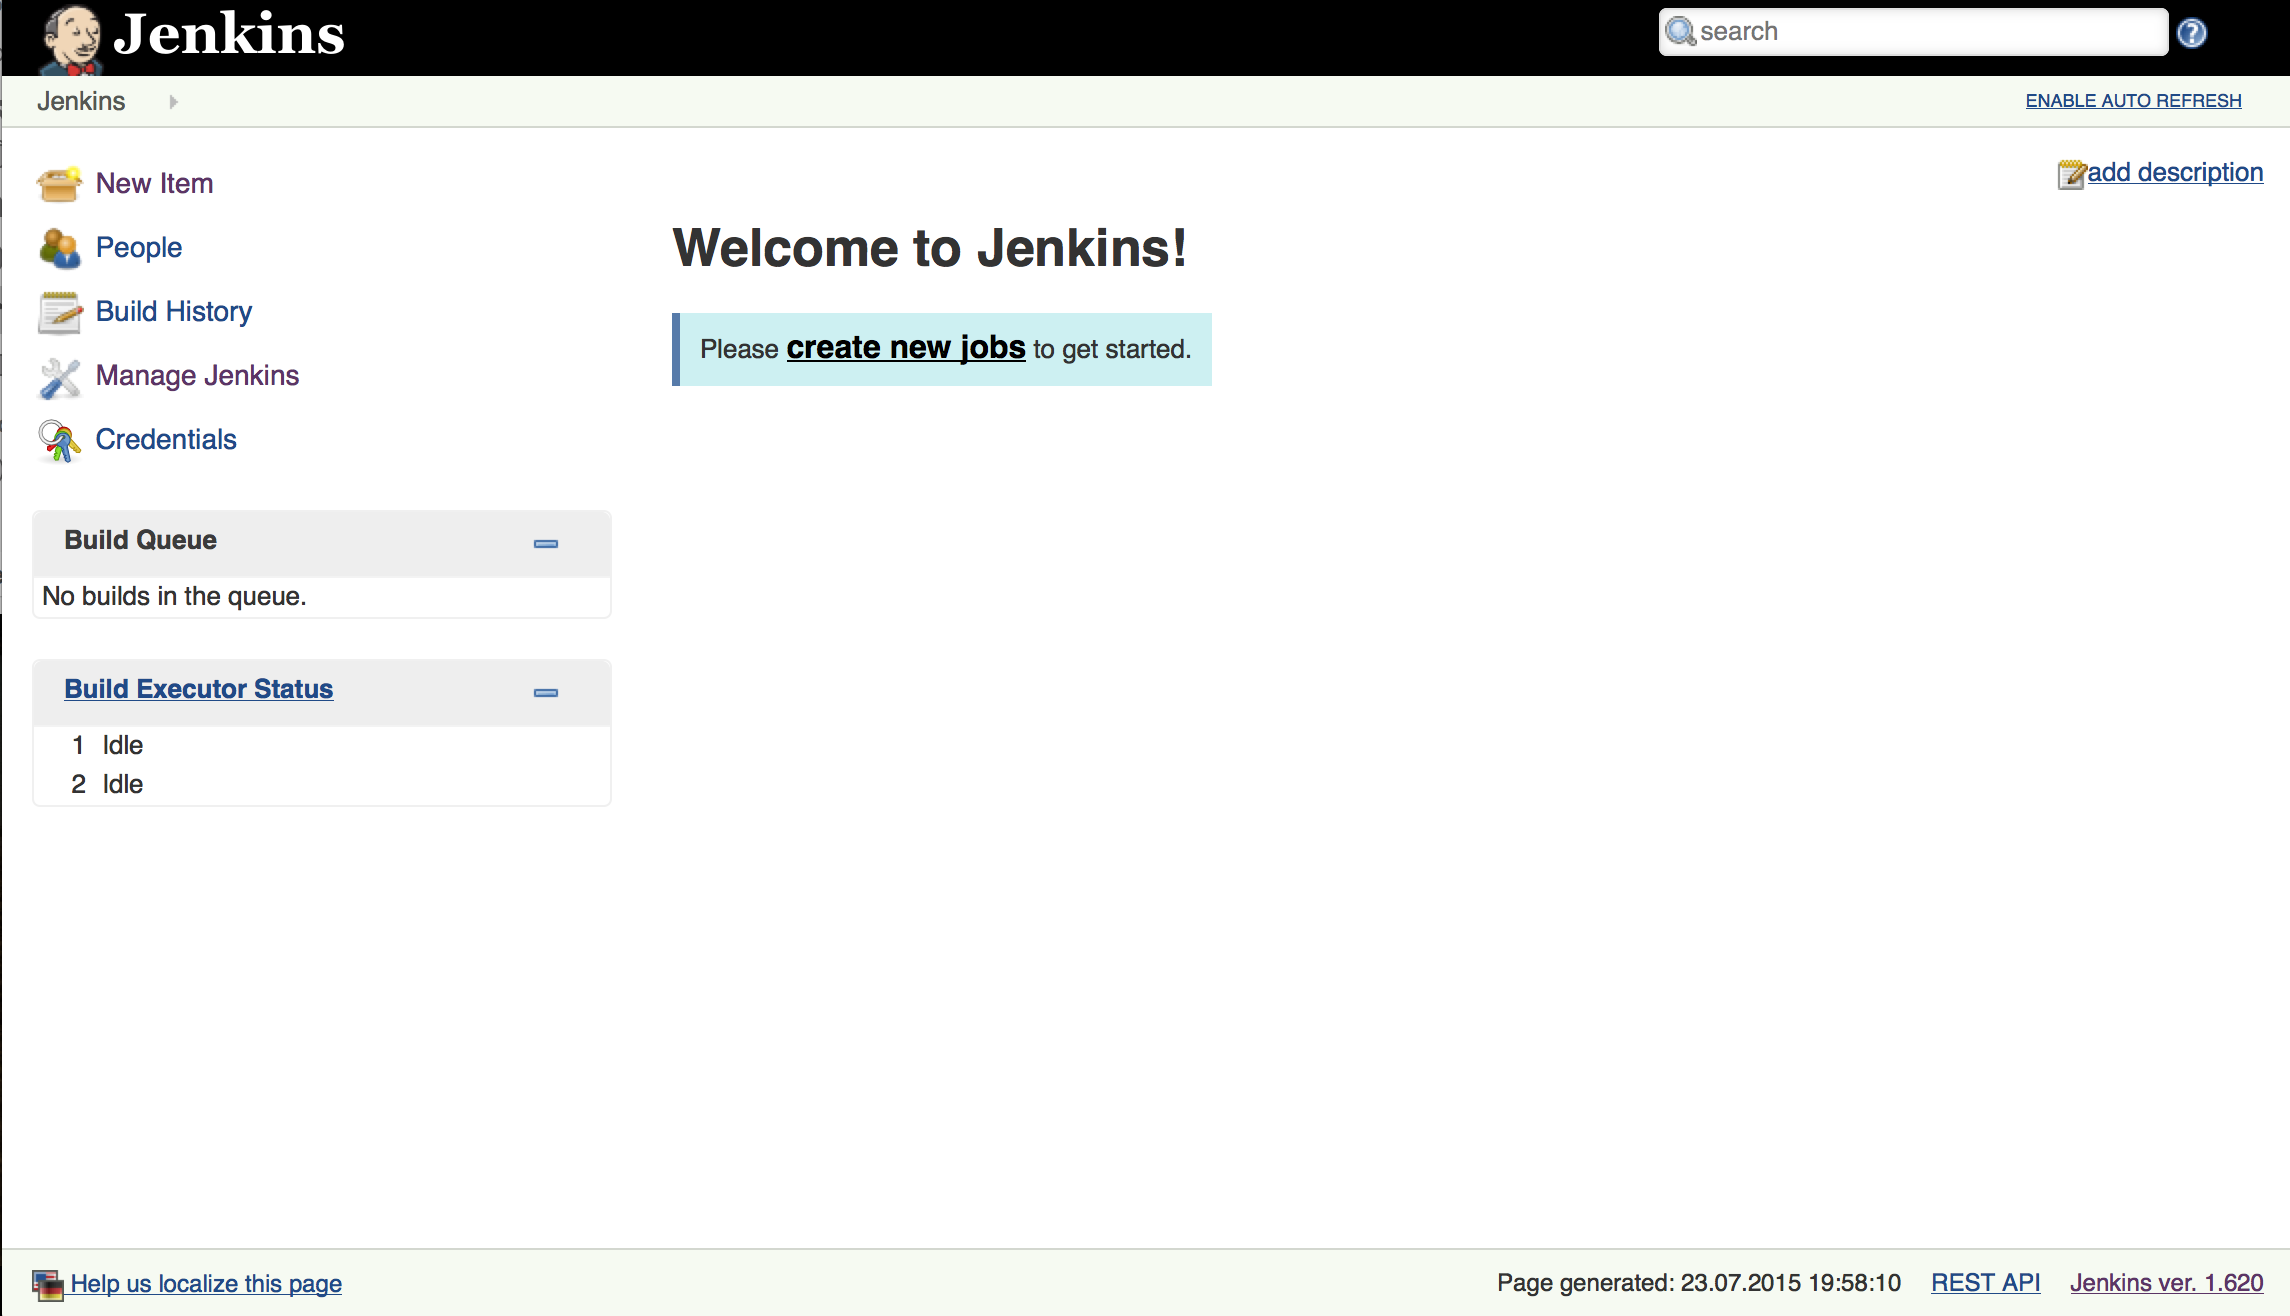 Jenkins
search
Jenkins
ENABLE AUTO REFRESH
add description
New Item
People
Build History
Manage Jenkins
Credentials
Welcome to Jenkins!
Please create new jobs to get started.
Build Queue
No builds in the queue.
Build Executor Status
1 Idle
2 Idle
Help us localize this page
Page generated: 23.07.2015 19:58:10 REST API Jenkins ver. 1.620